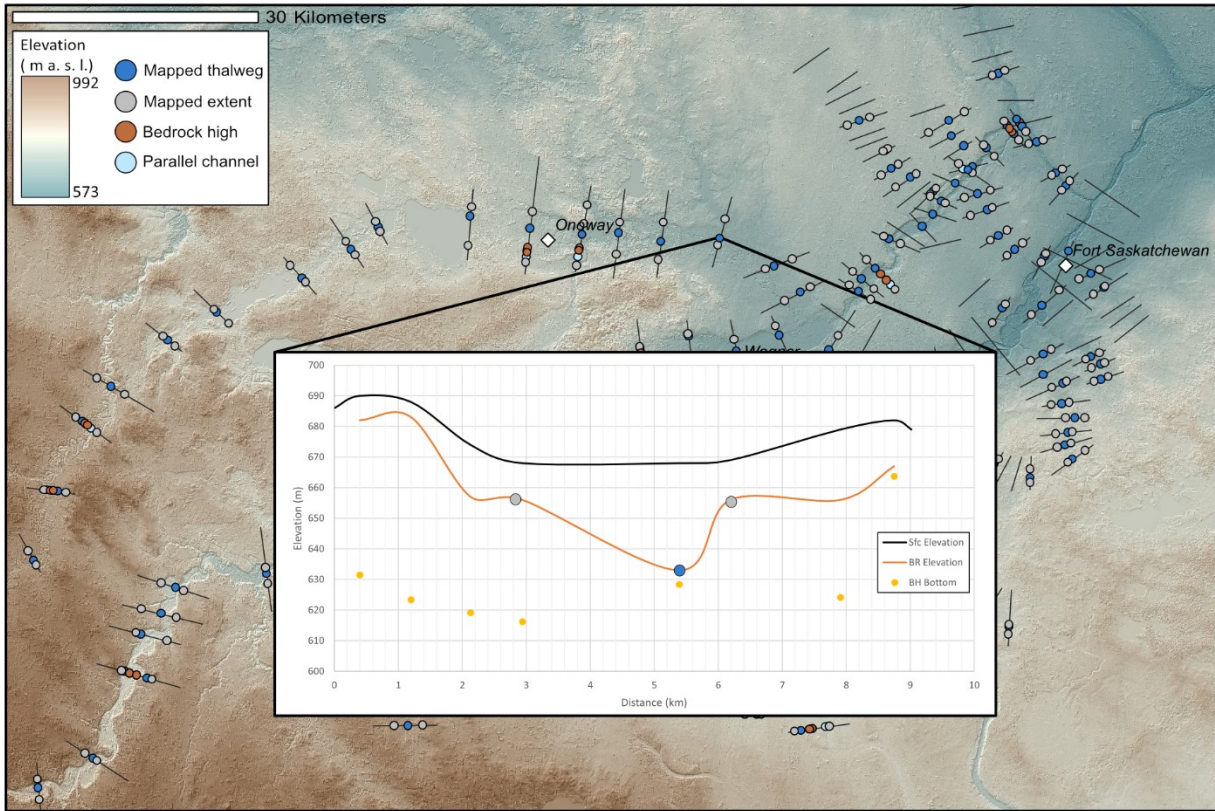 30 Kilometers
Elevation
( m a. s. l.)
992
573
Mapped thalweg
Mapped extent
Bedrock high
Parallel channel
Onoway
Fort Saskatchewan
700
690
680
670
660
650
640
630
620
610
600
Elevation (m)
0 1 2 3 4 5 6 7 8 9 10
Distance (km)
Sfc Elevation
BR Elevation
BH Bottom